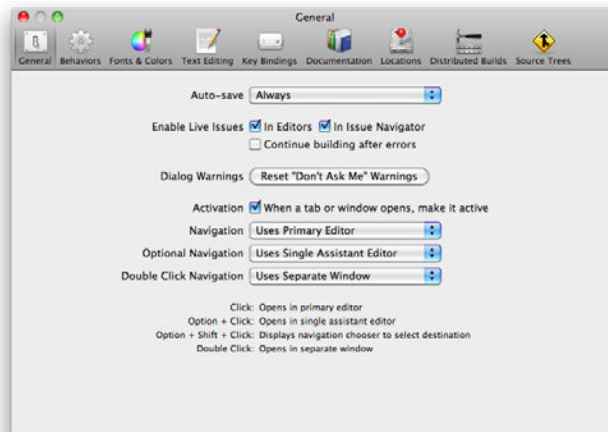 General
General Behaviors Fonts & Colors Text Editing Key Bindings Documentation Locations Distributed Builds Source Trees
Auto-save Always
Enable Live Issues In Editors In Issue Navigator
Continue building after errors
Dialog Warnings Reset "Don't Ask Me" Warnings
Activation When a tab or window opens, make it active
Navigation Uses Primary Editor
Optional Navigation Uses Single Assistant Editor
Double Click Navigation Uses Separate Window
Click: Opens in primary editor
Option + Click: Opens in single assistant editor
Option + Shift + Click: Displays navigation chooser to select destination
Double Click: Opens in separate window